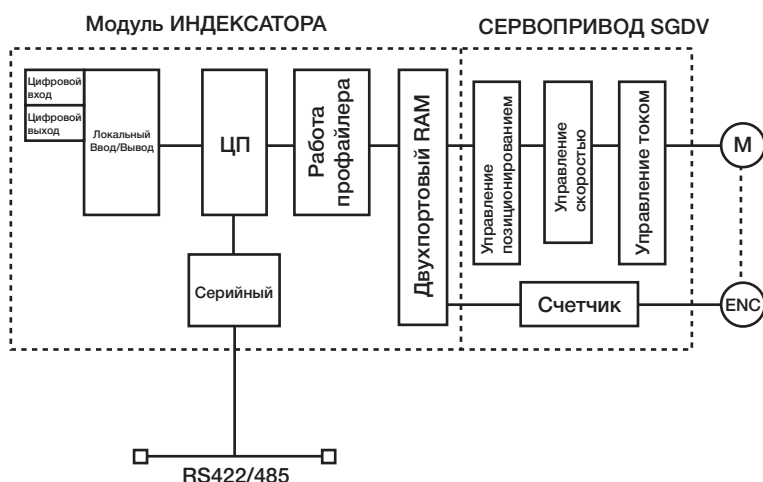 Модуль ИНДЕКСАТОРА
СЕРВОПРИВОД SGDV
Цифровой
вход
Цифровой
выход
Локальный
Ввод/Вывод
ЦП
Работа
профайлера
Двухпортовый RAM
Управление
позиционированием
Управление
скоростью
Управление током
M
Серийный
Счетчик
ENC
RS422/485